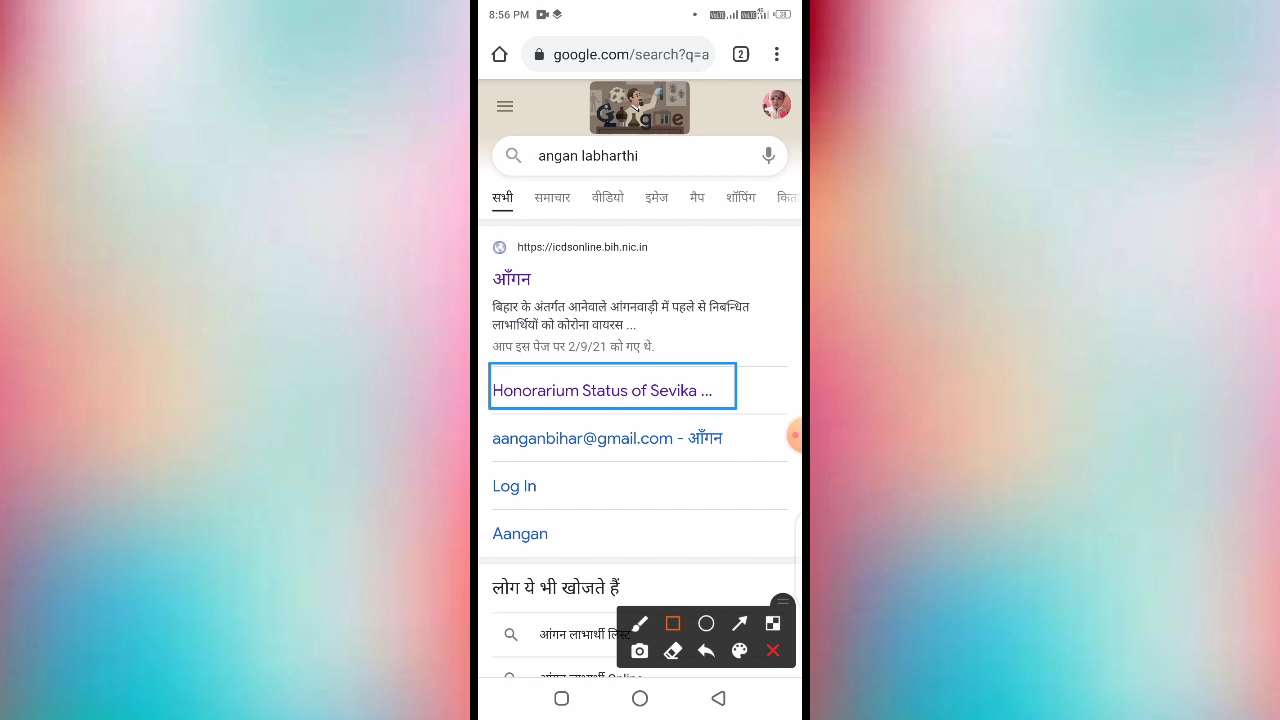 8:56 PM
google.com/search?q=a
2
angan labharthi
सभी समाचार वीडियो इमेज मैप शॉपिंग
https://icdsonline.bih.nic.in
आँगन
बिहार के अंतर्गत आनेवाले आंगनवाड़ी में पहले से निबन्धित
लाभार्थियों को कोरोना वायरस ...
आप इस पेज पर 2/9/21 को गए थे.
Honorarium Status of Sevika ...
aanganbihar@gmail.com - आँगन
Log In
Aangan
लोग ये भी खोजते हैं
आंगन लाभार्थी लिस्ट